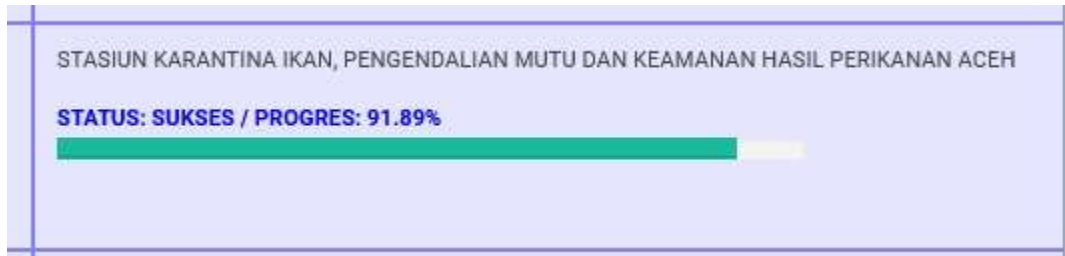 STASIUN KARANTINA IKAN, PENGENDALIAN MUTU DAN KEAMANAN HASIL PERIKANAN ACEH
STATUS: SUKSES / PROGRES: 91.89%